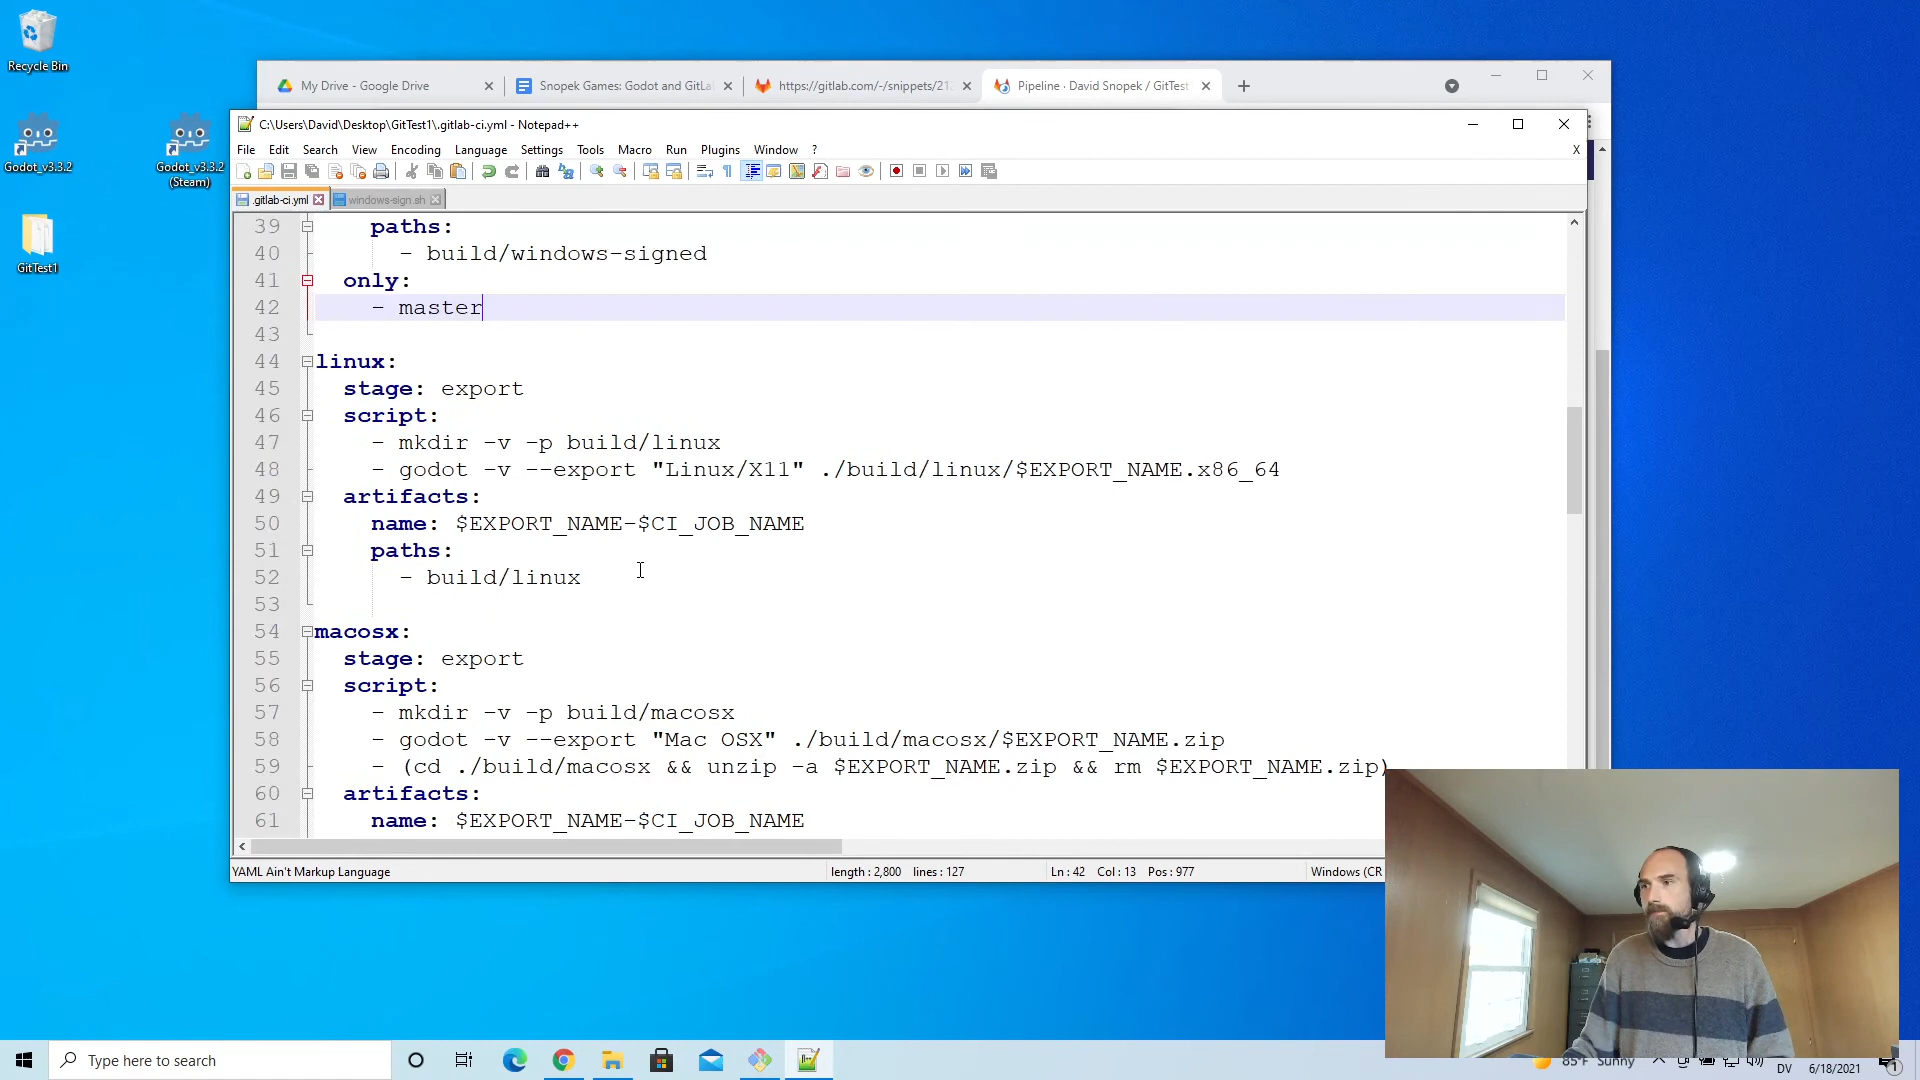 Recycle Bin
Godot_v3.3.2
Godot_v3.3.2
(Steam)
GitTest1
My Drive - Google Drive
Snopek Games: Godot and GitLa
https://gitlab.com/-/snippets/21
Pipeline · David Snopek / GitTest
C:\Users\David\Desktop\GitTest1\.gitlab-ci.yml - Notepad++
File Edit Search View Encoding Language Settings Tools Macro Run Plugins Window ?
X
.gitlab-ci.yml
windows-sign.sh
39 paths:
40 - build/windows-signed
41 only:
42 - master
43
44 linux:
45 stage: export
46 script:
47 - mkdir -v -p build/linux
48 - godot -v --export "Linux/X11" ./build/linux/$EXPORT_NAME.x86_64
49 artifacts:
50 name: $EXPORT_NAME-$CI_JOB_NAME
51 paths:
52 - build/linux
53
54 macosx:
55 stage: export
56 script:
57 - mkdir -v -p build/macosx
58 - godot -v --export "Mac OSX" ./build/macosx/$EXPORT_NAME.zip
59 - (cd ./build/macosx && unzip -a $EXPORT_NAME.zip && rm $EXPORT_NAME.zip)
60 artifacts:
61 name: $EXPORT_NAME-$CI_JOB_NAME
YAML Ain't Markup Language
length : 2,800 lines : 127
Ln : 42 Col : 13 Pos : 977
Windows (CR
Type here to search
85°F Sunny
DV
6/18/2021
1